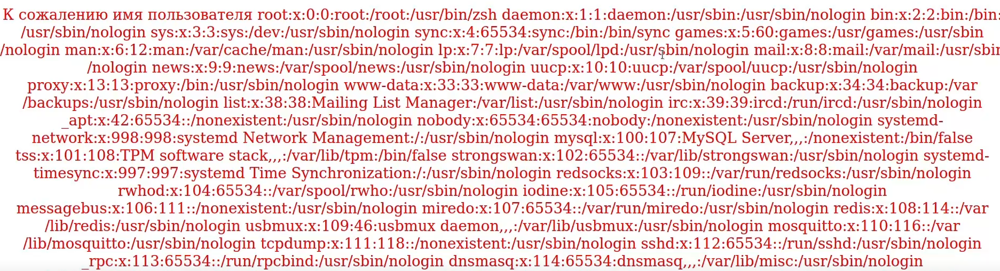 К сожалению имя пользователя root:x:0:0:root:/root:/usr/bin/zsh daemon:x:1:1:daemon:/usr/sbin:/usr/sbin/nologin bin:x:2:2:bin:/bin:
/usr/sbin/nologin sys:x:3:3:sys:/dev:/usr/sbin/nologin sync:x:4:65534:sync:/bin:/bin/sync games:x:5:60:games:/usr/games:/usr/sbin
/nologin man:x:6:12:man:/var/cache/man:/usr/sbin/nologin lp:x:7:7:lp:/var/spool/lpd:/usr/sbin/nologin mail:x:8:8:mail:/var/mail:/usr/sbin
/nologin news:x:9:9:news:/var/spool/news:/usr/sbin/nologin uucp:x:10:10:uucp:/var/spool/uucp:/usr/sbin/nologin
proxy:x:13:13:proxy:/bin:/usr/sbin/nologin www-data:x:33:33:www-data:/var/www:/usr/sbin/nologin backup:x:34:34:backup:/var
/backups:/usr/sbin/nologin list:x:38:38:Mailing List Manager:/var/list:/usr/sbin/nologin irc:x:39:39:ircd:/run/ircd:/usr/sbin/nologin
_apt:x:42:65534::/nonexistent:/usr/sbin/nologin nobody:x:65534:65534:nobody:/nonexistent:/usr/sbin/nologin systemd-
network:x:998:998:systemd Network Management:/:/usr/sbin/nologin mysql:x:100:107:MySQL Server,,,:/nonexistent:/bin/false
tss:x:101:108:TPM software stack,,,:/var/lib/tpm:/bin/false strongswan:x:102:65534::/var/lib/strongswan:/usr/sbin/nologin systemd-
timesync:x:997:997:systemd Time Synchronization:/:/usr/sbin/nologin redsocks:x:103:109::/var/run/redsocks:/usr/sbin/nologin
rwhod:x:104:65534::/var/spool/rwho:/usr/sbin/nologin iodine:x:105:65534::/run/iodine:/usr/sbin/nologin
messagebus:x:106:111::/nonexistent:/usr/sbin/nologin miredo:x:107:65534::/var/run/miredo:/usr/sbin/nologin redis:x:108:114::/var
/lib/redis:/usr/sbin/nologin usbmux:x:109:46:usbmux daemon,,,:/var/lib/usbmux:/usr/sbin/nologin mosquitto:x:110:116::/var
/lib/mosquitto:/usr/sbin/nologin tcpdump:x:111:118::/nonexistent:/usr/sbin/nologin sshd:x:112:65534::/run/sshd:/usr/sbin/nologin
_rpc:x:113:65534::/run/rpcbind:/usr/sbin/nologin dnsmasq:x:114:65534:dnsmasq,,,:/var/lib/misc:/usr/sbin/nologin